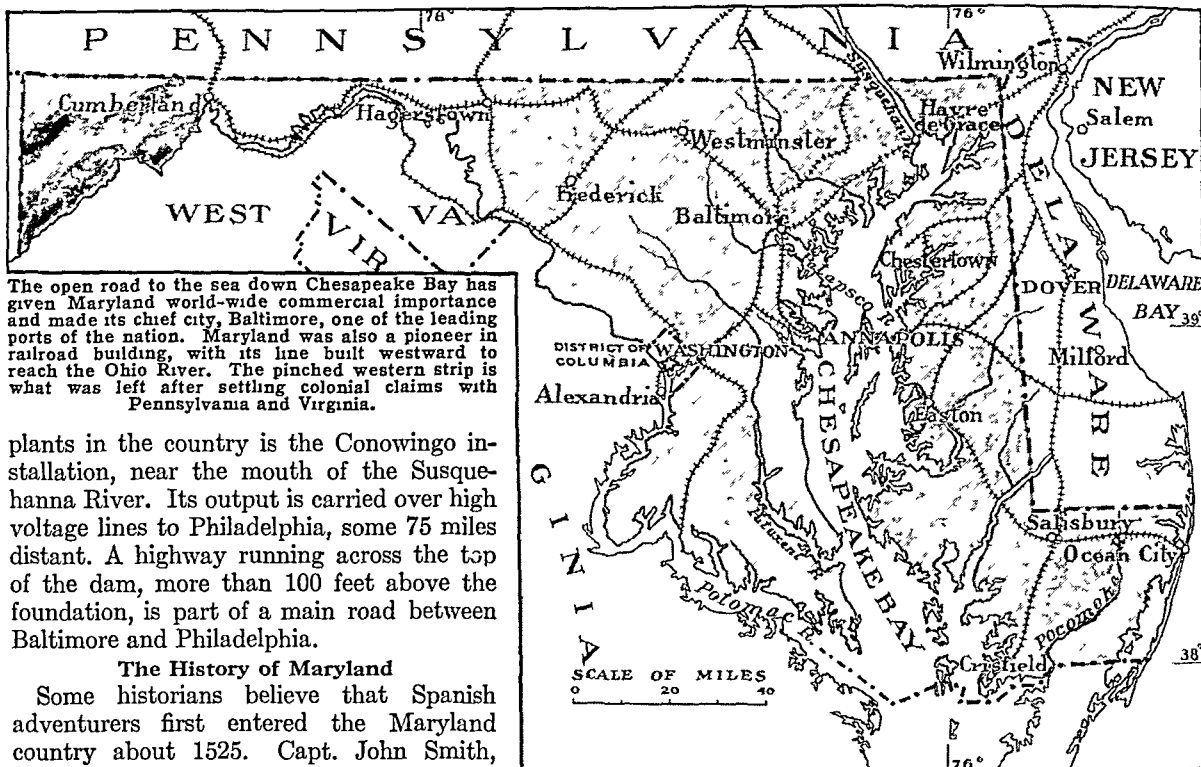 78°
76°
PENNSYLVANIA
Susquehanna
Wilmington
NEW
JERSEY
Salem
Cumberland
Hagerstown
Havre
de Grace
Westminster
Frederick
Baltimore
WEST VA.
VIRGINIA
DELAWARE
Chestertown
Patapsco R.
DOVER
DELAWARE
BAY
39°
DISTRICT OF
COLUMBIA
WASHINGTON
ANNAPOLIS
Milford
Alexandria
Easton
CHESAPEAKE BAY
Patuxent
Potomac R.
Salisbury
Ocean City
Pocomoke
38°
Crisfield
SCALE OF MILES
0 20 40
76°
The open road to the sea down Chesapeake Bay has
given Maryland world-wide commercial importance
and made its chief city, Baltimore, one of the leading
ports of the nation. Maryland was also a pioneer in
railroad building, with its line built westward to
reach the Ohio River. The pinched western strip is
what was left after settling colonial claims with
Pennsylvania and Virginia.
plants in the country is the Conowingo in-
stallation, near the mouth of the Susque-
hanna River. Its output is carried over high
voltage lines to Philadelphia, some 75 miles
distant. A highway running across the top
of the dam, more than 100 feet above the
foundation, is part of a main road between
Baltimore and Philadelphia.
The History of Maryland
Some historians believe that Spanish
adventurers first entered the Maryland
country about 1525. Capt. John Smith,